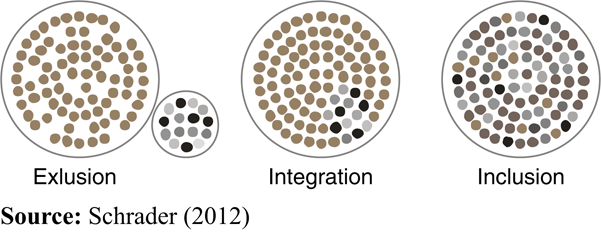 Exlusion Integration Inclusion
Source: Schrader (2012)